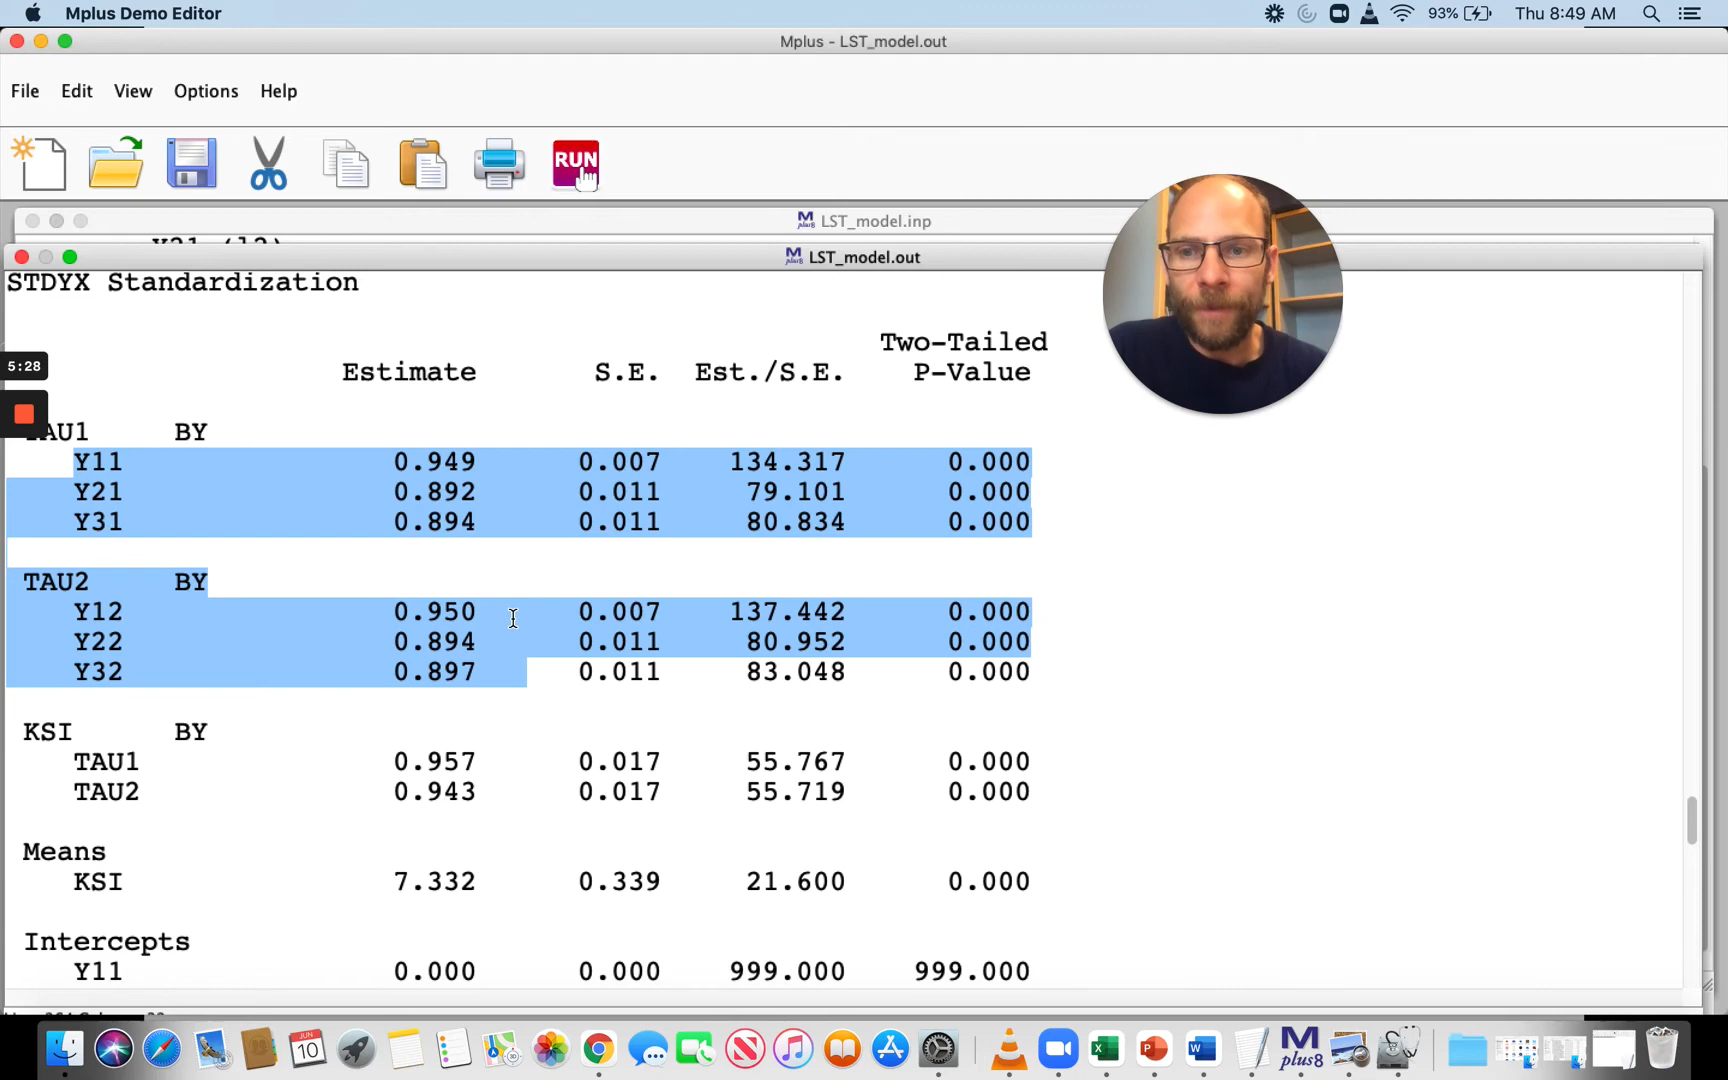 Mplus Demo Editor
93%
Thu 8:49 AM
Mplus - LST_model.out
File Edit View Options Help
RUN
LST_model.inp
LST_model.out
STDYX Standardization
Two-Tailed
Estimate S.E. Est./S.E. P-Value
5:28
TAU1 BY
Y11 0.949 0.007 134.317 0.000
Y21 0.892 0.011 79.101 0.000
Y31 0.894 0.011 80.834 0.000
TAU2 BY
Y12 0.950 0.007 137.442 0.000
Y22 0.894 0.011 80.952 0.000
Y32 0.897 0.011 83.048 0.000
KSI BY
TAU1 0.957 0.017 55.767 0.000
TAU2 0.943 0.017 55.719 0.000
Means
KSI 7.332 0.339 21.600 0.000
Intercepts
Y11 0.000 0.000 999.000 999.000
JUN
10
M
plus8